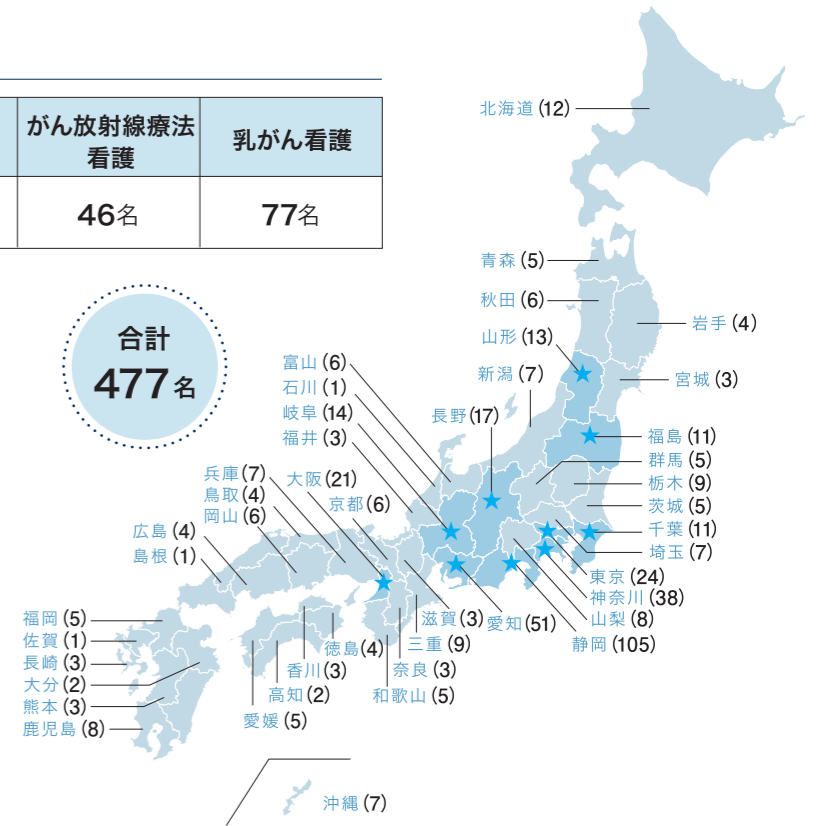 がん放射線療法
看護
乳がん看護
46名
77名
合計
477名
北海道(12)
青森(5)
秋田(6)
岩手(4)
山形(13)
宮城(3)
新潟(7)
富山(6)
石川(1)
岐阜(14)
福井(3)
長野(17)
福島(11)
群馬(5)
栃木(9)
茨城(5)
千葉(11)
埼玉(7)
東京(24)
神奈川(38)
山梨(8)
静岡(105)
兵庫(7)
大阪(21)
鳥取(4)
京都(6)
岡山(6)
広島(4)
島根(1)
滋賀(3)
愛知(51)
三重(9)
奈良(3)
和歌山(5)
徳島(4)
香川(3)
高知(2)
愛媛(5)
福岡(5)
佐賀(1)
長崎(3)
大分(2)
熊本(3)
鹿児島(8)
沖縄(7)